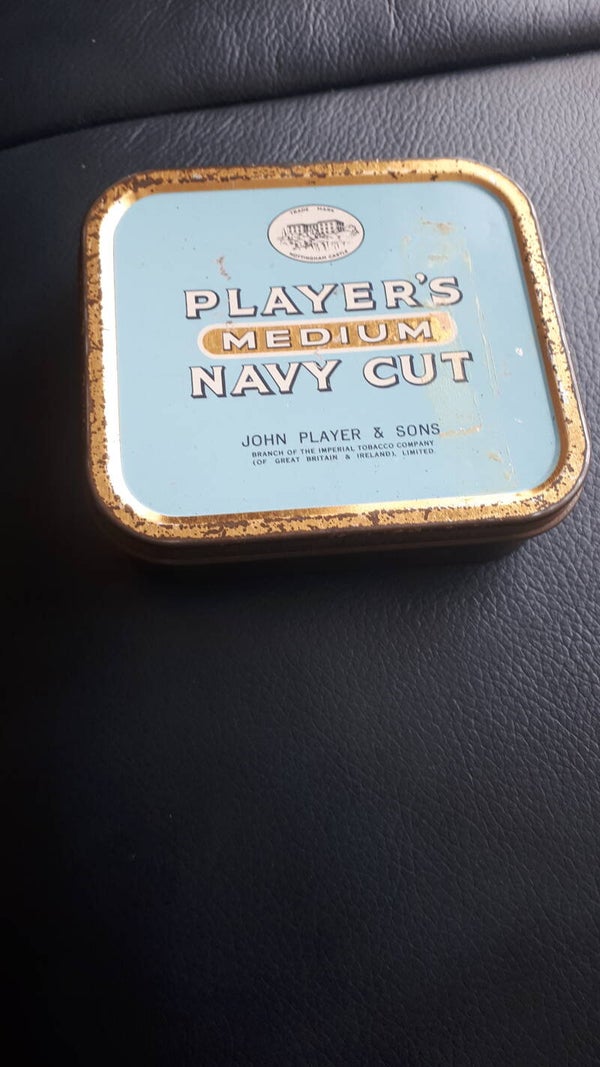 TRADE MARK
NOTTINGHAM CASTLE
PLAYER'S
MEDIUM
NAVY CUT
JOHN PLAYER & SONS
BRANCH OF THE IMPERIAL TOBACCO COMPANY
(OF GREAT BRITAIN & IRELAND), LIMITED.